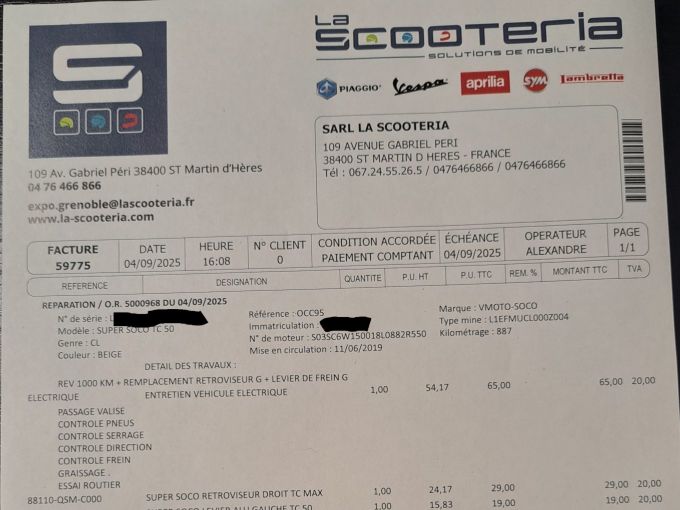 LA
SCOOTERIA
SOLUTIONS DE MOBILITÉ
PIAGGIO Vespa aprilia SYM Lambretta
109 Av. Gabriel Péri 38400 ST Martin d'Hères
04 76 466 866
expo.grenoble@lascooteria.fr
www.la-scooteria.com
SARL LA SCOOTERIA
109 AVENUE GABRIEL PERI
38400 ST MARTIN D HERES - FRANCE
Tél : 067.24.55.26.5 / 0476466866 / 0476466866
FACTURE DATE HEURE N° CLIENT CONDITION ACCORDÉE ÉCHÉANCE OPERATEUR PAGE
59775 04/09/2025 16:08 0 PAIEMENT COMPTANT 04/09/2025 ALEXANDRE 1/1
REFERENCE DESIGNATION QUANTITE P.U. HT P.U. TTC REM. % MONTANT TTC TVA
REPARATION / O.R. 5000968 DU 04/09/2025
N° de série : L Référence : OCC95 Marque : VMOTO-SOCO
Modèle : SUPER SOCO TC 50 Immatriculation : Type mine : L1EFMUCL000Z004
Genre : CL N° de moteur : S03SC6W150018L0882R550 Kilométrage : 887
Couleur : BEIGE Mise en circulation : 11/06/2019
DETAIL DES TRAVAUX :
REV 1000 KM + REMPLACEMENT RETROVISEUR G + LEVIER DE FREIN G
ELECTRIQUE ENTRETIEN VEHICULE ELECTRIQUE 1,00 54,17 65,00 65,00 20,00
PASSAGE VALISE
CONTROLE PNEUS
CONTROLE SERRAGE
CONTROLE DIRECTION
CONTROLE FREIN
GRAISSAGE .
ESSAI ROUTIER
88110-QSM-C000 SUPER SOCO RETROVISEUR DROIT TC MAX 1,00 24,17 29,00 29,00 20,00
SUPER SOCO LEVIER ALU GAUCHE TC 50 1,00 15,83 19,00 19,00 20,00